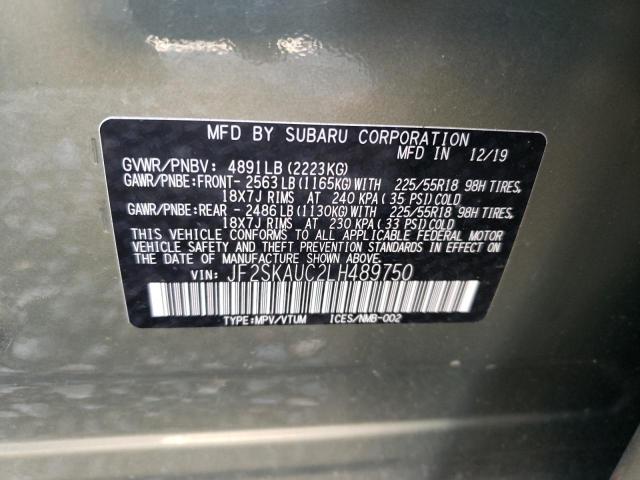 MFD BY SUBARU CORPORATION
MFD IN 12/19
GVWR/PNBV: 4891LB (2223KG)
GAWR/PNBE:FRONT- 2563LB (1165KG) WITH 225/55R18 98H TIRES,
18X7J RIMS AT 240 KPA ( 35 PSI) COLD
GAWR/PNBE:REAR - 2486LB (1130KG) WITH 225/55R18 98H TIRES,
18X7J RIMS AT 230 KPA ( 33 PSI) COLD
THIS VEHICLE CONFORMS TO ALL APPLICABLE FEDERAL MOTOR
VEHICLE SAFETY AND THEFT PREVENTION STANDARDS IN EFFECT ON
THE DATE OF MANUFACTURE SHOWN ABOVE.
VIN: JF2SKAUC2LH489750
TYPE:MPV/VTUM ICES/NMB-002